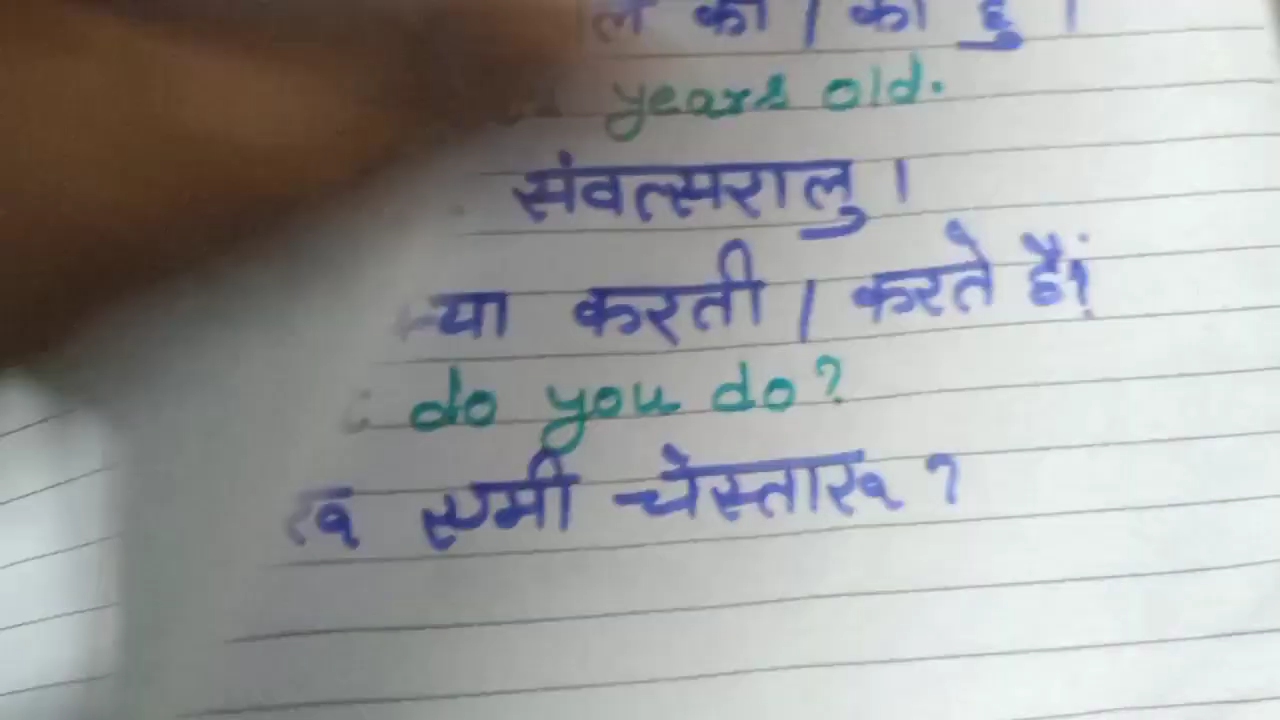 की / का हूँ ।
years old.
संवत्सरालु ।
करती / करते हैं?
do you do?
एमी चेस्तारु ?